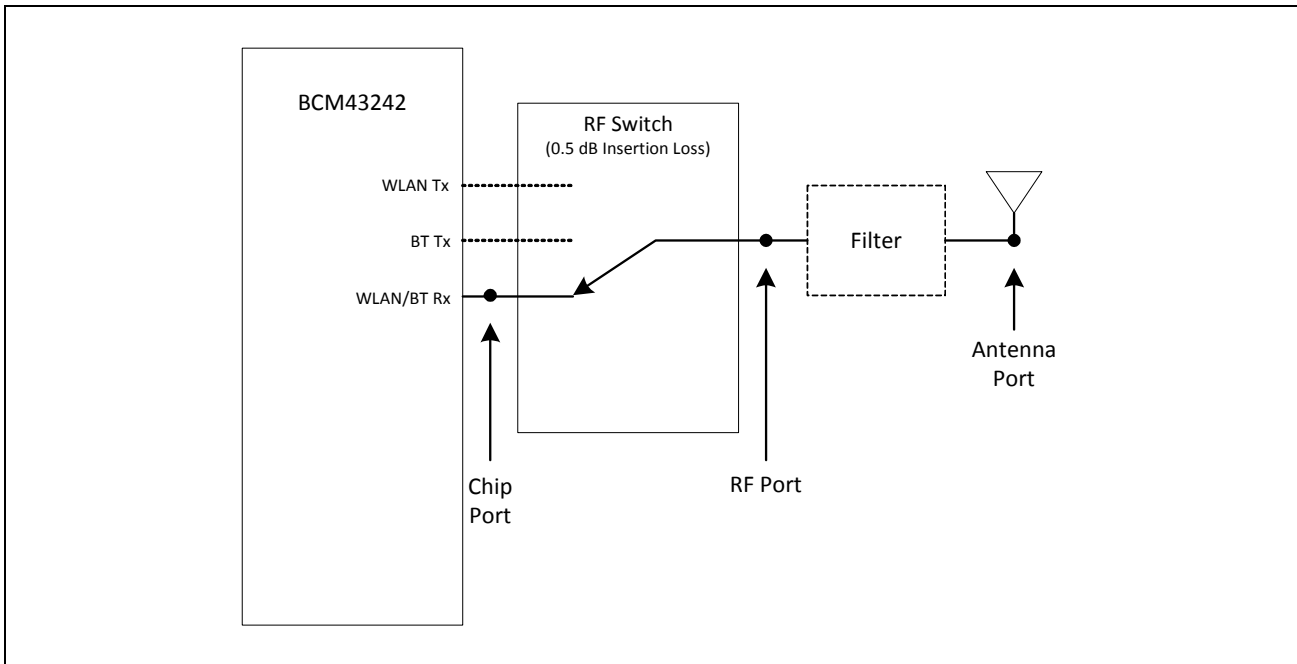 BCM43242
RF Switch
(0.5 dB Insertion Loss)
WLAN Tx
BT Tx
WLAN/BT Rx
Filter
Antenna
Port
Chip
Port
RF Port